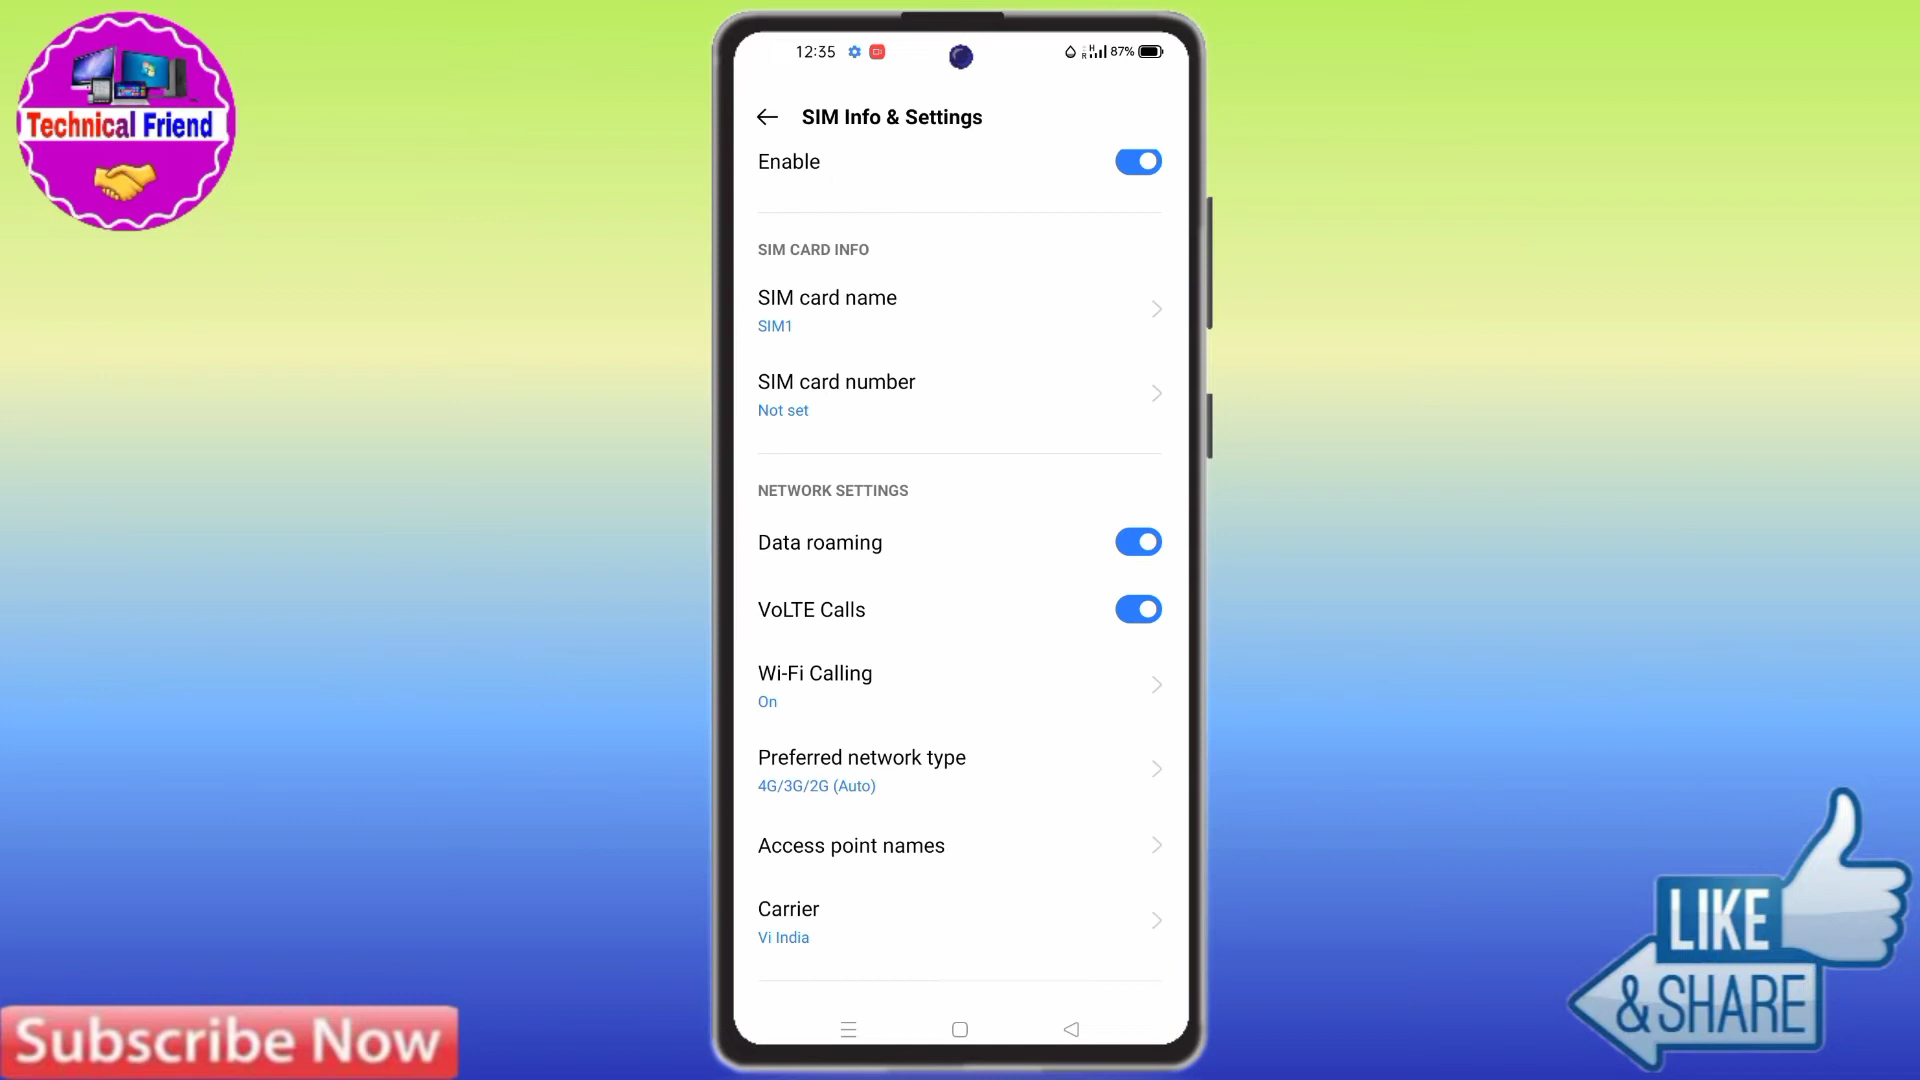 Technical Friend
12:35
H
R
87%
SIM Info & Settings
Enable
SIM CARD INFO
SIM card name
SIM1
SIM card number
Not set
NETWORK SETTINGS
Data roaming
VoLTE Calls
Wi-Fi Calling
On
Preferred network type
4G/3G/2G (Auto)
Access point names
Carrier
Vi India
Subscribe Now
LIKE
& SHARE